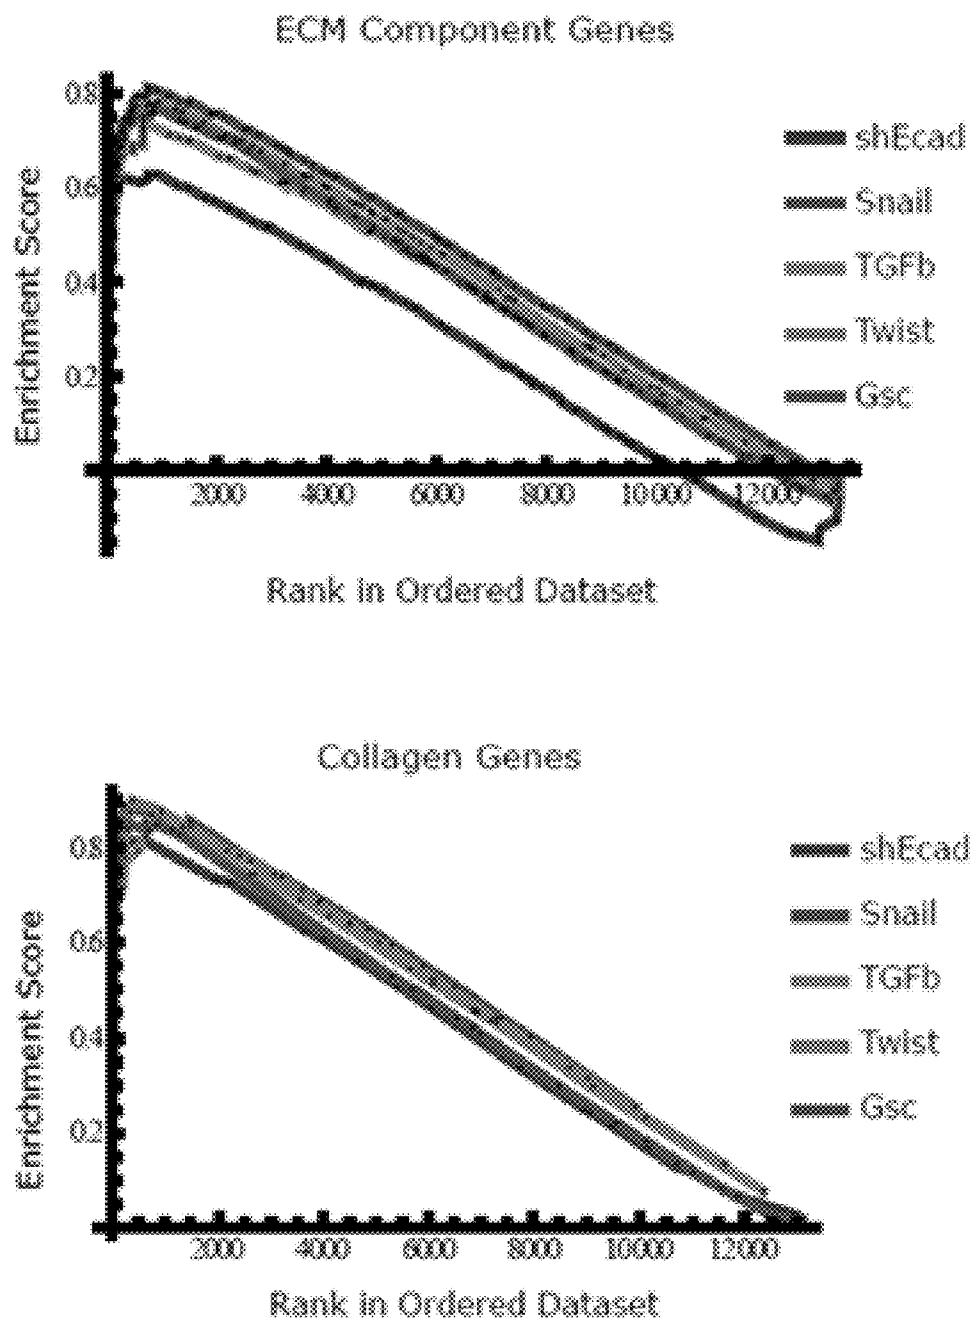 ECM Component Genes
Enrichment Score
0.8
0.6
0.4
0.2
2000 4000 6000 8000 10000 12000
Rank in Ordered Dataset
shEcad
Snail
TGFb
Twist
Gsc
Collagen Genes
Enrichment Score
0.8
0.6
0.4
0.2
2000 4000 6000 8000 10000 12000
Rank in Ordered Dataset
shEcad
Snail
TGFb
Twist
Gsc